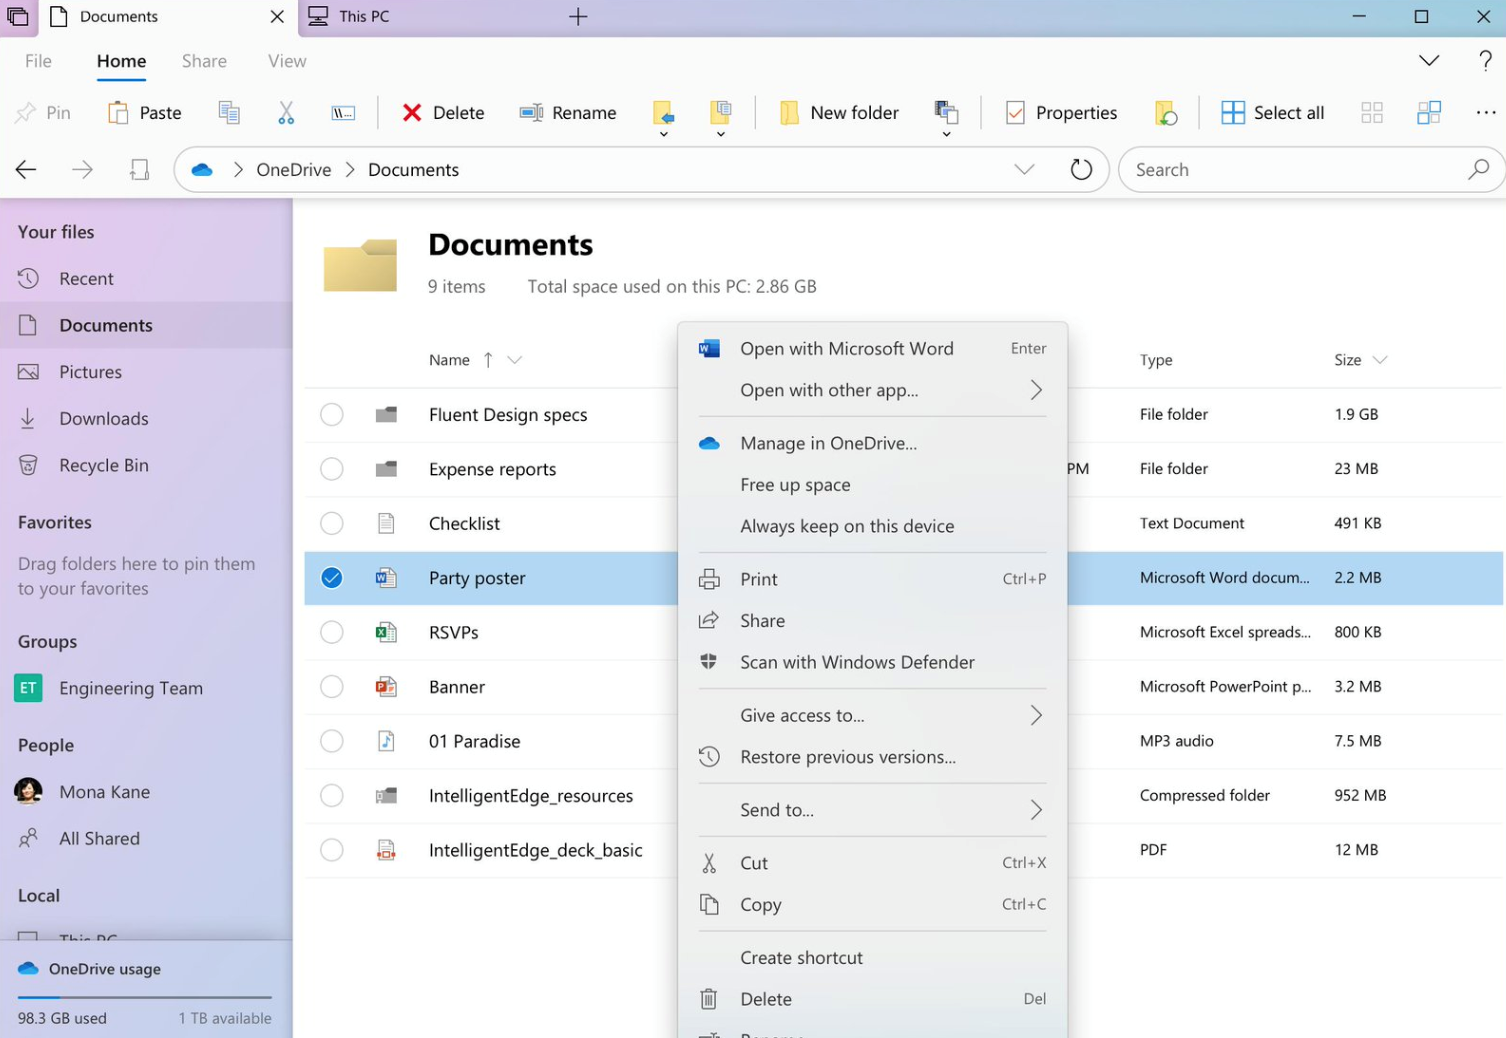 Documents
This PC
File
Home
Share
View
?
Pin
Paste
Delete
Rename
New folder
Properties
Select all
OneDrive
Documents
Search
Your files
Recent
Documents
Pictures
Downloads
Recycle Bin
Favorites
Drag folders here to pin them
to your favorites
Groups
ET
Engineering Team
People
Mona Kane
All Shared
Local
This PC
OneDrive usage
98.3 GB used
1 TB available
Documents
9 items
Total space used on this PC: 2.86 GB
Name
Type
Size
Fluent Design specs
File folder
1.9 GB
Expense reports
PM
File folder
23 MB
Checklist
Text Document
491 KB
Party poster
Microsoft Word docum...
2.2 MB
RSVPs
Microsoft Excel spreads...
800 KB
Banner
Microsoft PowerPoint p...
3.2 MB
01 Paradise
MP3 audio
7.5 MB
IntelligentEdge_resources
Compressed folder
952 MB
IntelligentEdge_deck_basic
PDF
12 MB
Open with Microsoft Word
Enter
Open with other app...
Manage in OneDrive...
Free up space
Always keep on this device
Print
Ctrl+P
Share
Scan with Windows Defender
Give access to...
Restore previous versions...
Send to...
Cut
Ctrl+X
Copy
Ctrl+C
Create shortcut
Delete
Del